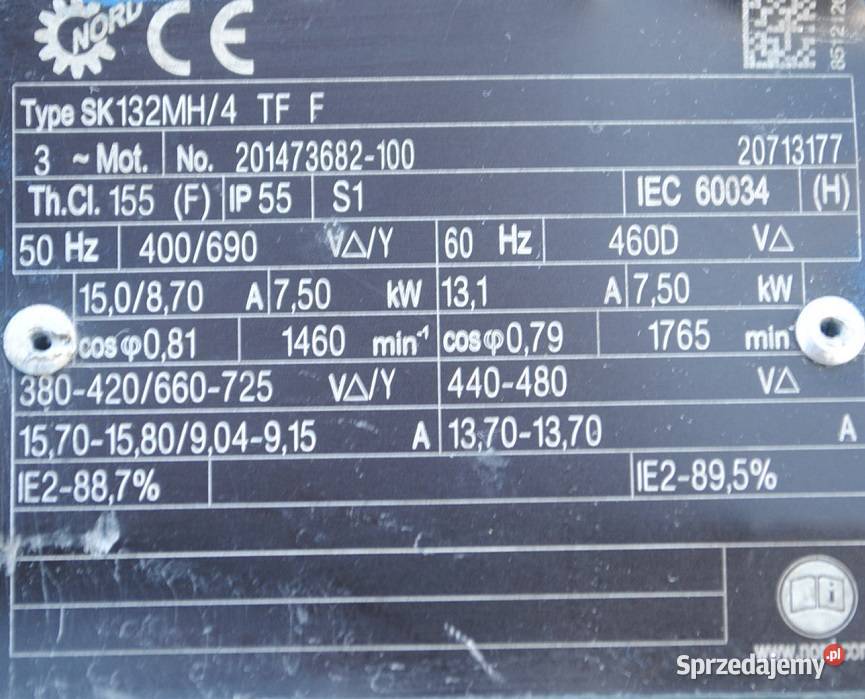 NORD CE
Type SK132MH/4 TF F
3 ~Mot. No. 201473682-100 20713177
Th.Cl. 155 (F) IP55 S1 IEC 60034 (H)
50 Hz 400/690 V△/Y 60 Hz 460D V△
15,0/8,70 A 7,50 kW 13,1 A 7,50 kW
cosφ0,81 1460 min-1 cosφ0,79 1765 min-
380-420/660-725 V△/Y 440-480 V△
15,70-15,80/9,04-9,15 A 13,70-13,70 A
IE2-88,7% IE2-89,5%
i
Sprzedajemy.pl